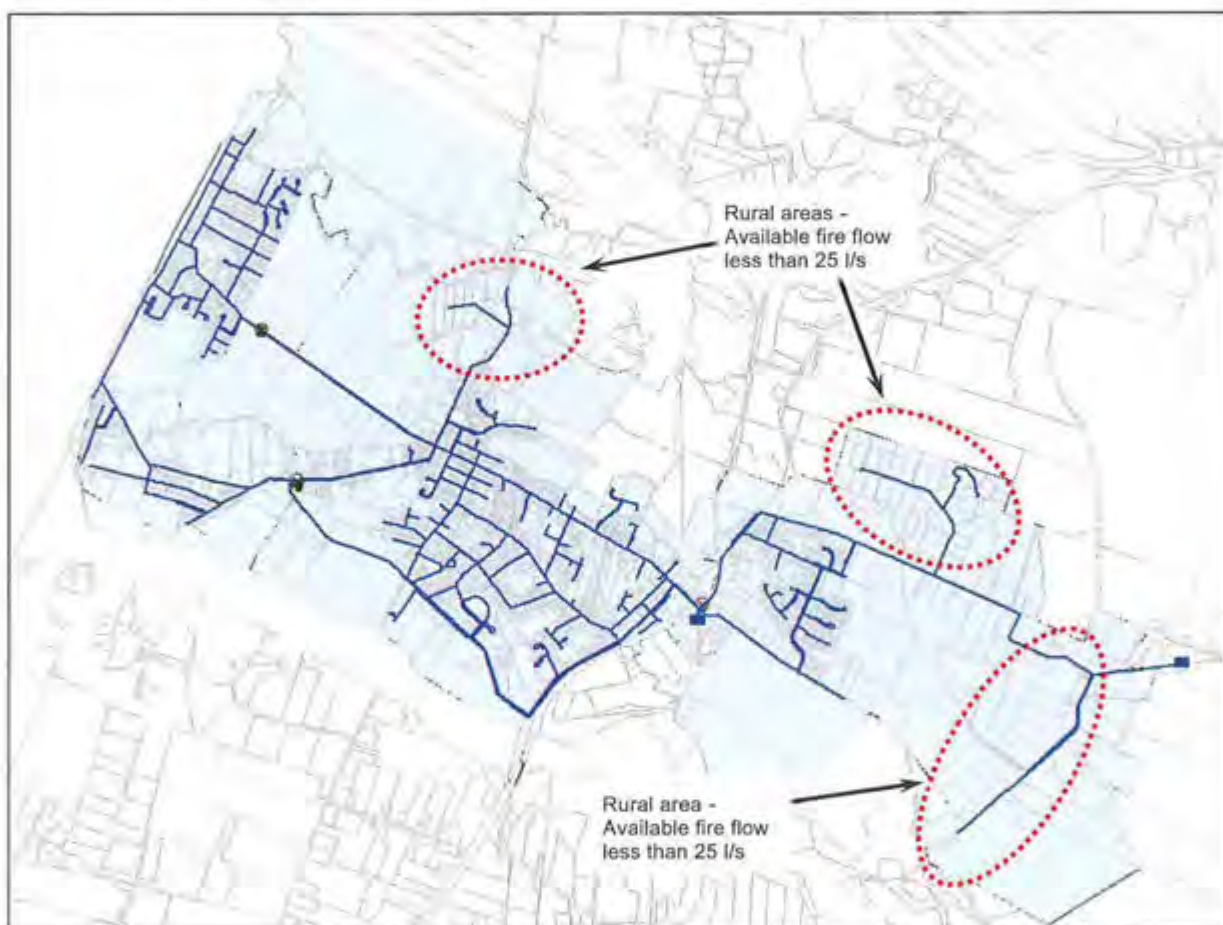 Rural areas -
Available fire flow
less than 25 l/s
Rural area -
Available fire flow
less than 25 l/s